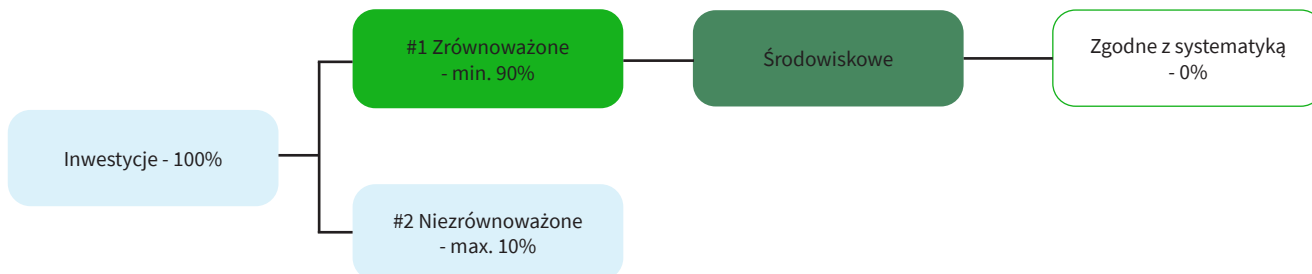 #1 Zrównoważone
- min. 90%
Środowiskowe
Zgodne z systematyką
- 0%
Inwestycje - 100%
#2 Niezrównoważone
- max. 10%